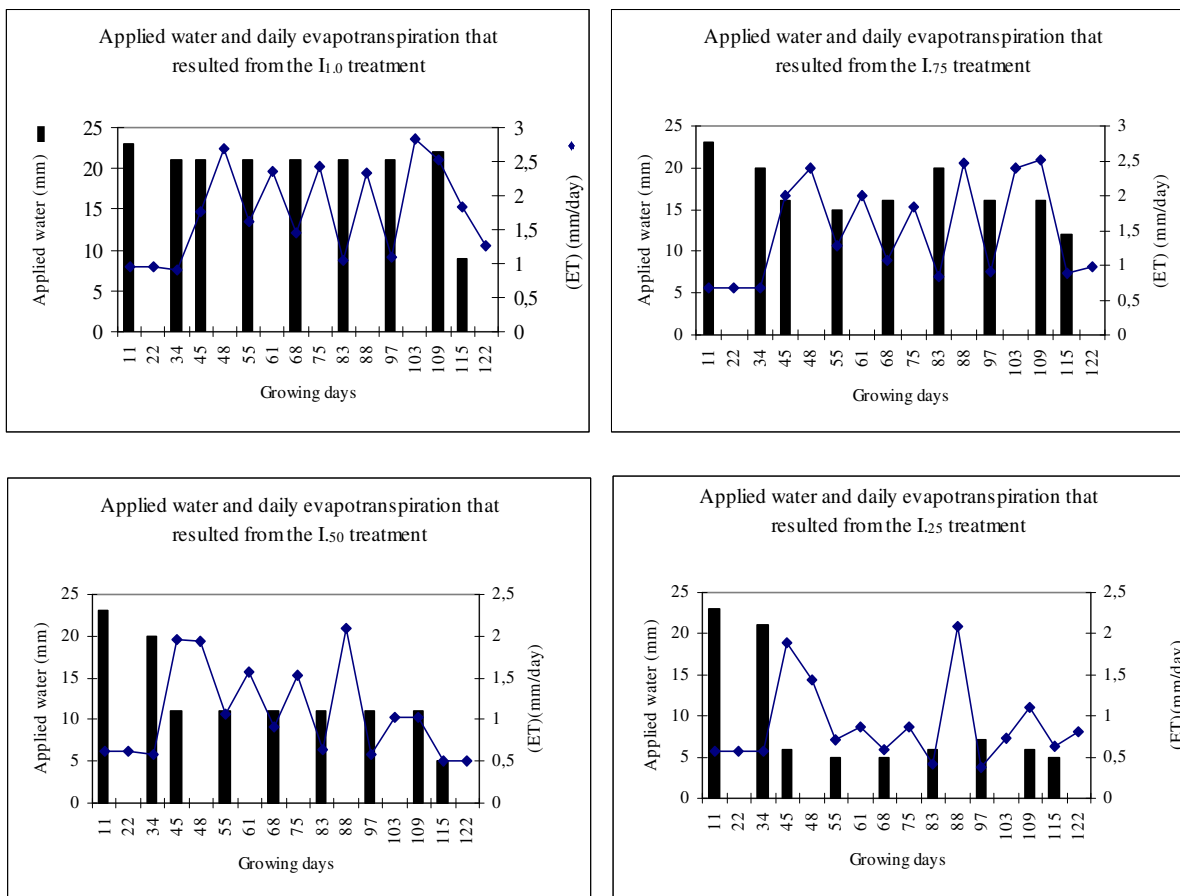 Applied water and daily evapotranspiration that
resulted from the I1.0 treatment
Applied water (mm)
25
20
15
10
5
0
3
2,5
2
1,5
1
0,5
0
(ET) (mm/day)
11 22 34 45 48 55 61 68 75 83 88 97 103 109 115 122
Growing days
Applied water and daily evapotranspiration that
resulted from the I.75 treatment
Applied water (mm)
25
20
15
10
5
0
3
2,5
2
1,5
1
0,5
0
(ET) (mm/day)
11 22 34 45 48 55 61 68 75 83 88 97 103 109 115 122
Growing days
Applied water and daily evapotranspiration that
resulted from the I.50 treatment
Applied water (mm)
25
20
15
10
5
0
2,5
2
1,5
1
0,5
0
(ET)(mm/day)
11 22 34 45 48 55 61 68 75 83 88 97 103 109 115 122
Growing days
Applied water and daily evapotranspiration that
resulted from the I.25 treatment
Applied water (mm)
25
20
15
10
5
0
2,5
2
1,5
1
0,5
0
(ET)(mm/day)
11 22 34 45 48 55 61 68 75 83 88 97 103 109 115 122
Growing days